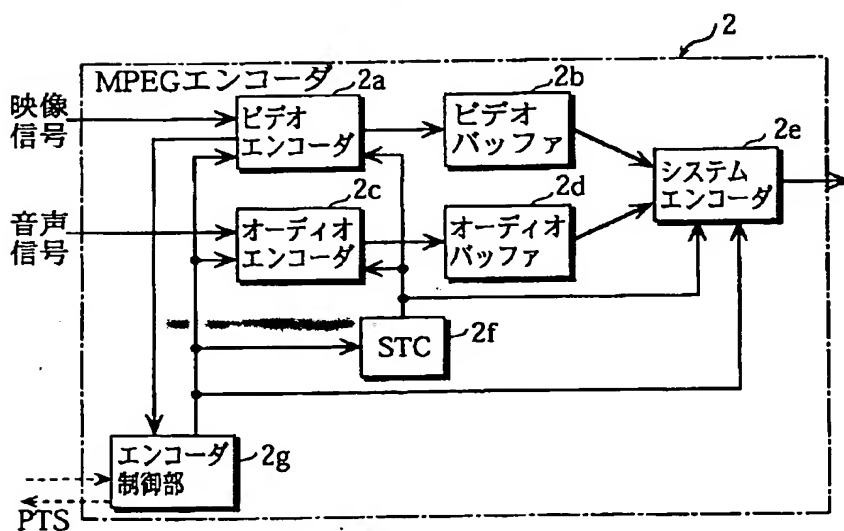 2
MPEGエンコーダ
映像
信号
2a
ビデオ
エンコーダ
2b
ビデオ
バッファ
2e
システム
エンコーダ
音声
信号
2c
オーディオ
エンコーダ
2d
オーディオ
バッファ
STC
2f
エンコーダ
制御部
2g
PTS